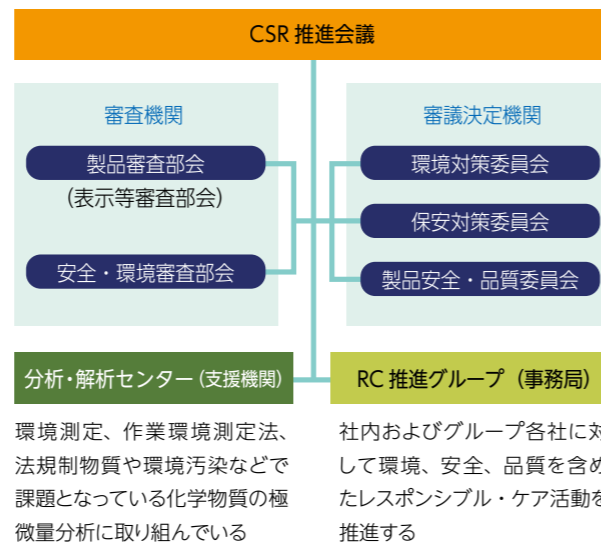 CSR 推進会議
審査機関
製品審査部会
(表示等審査部会)
安全・環境審査部会
審議決定機関
環境対策委員会
保安対策委員会
製品安全・品質委員会
分析・解析センター (支援機関)
環境測定、作業環境測定法、
法規制物質や環境汚染などで
課題となっている化学物質の極
微量分析に取り組んでいる
RC 推進グループ (事務局)
社内およびグループ各社に対
して環境、安全、品質を含め
たレスポンシブル・ケア活動を
推進する